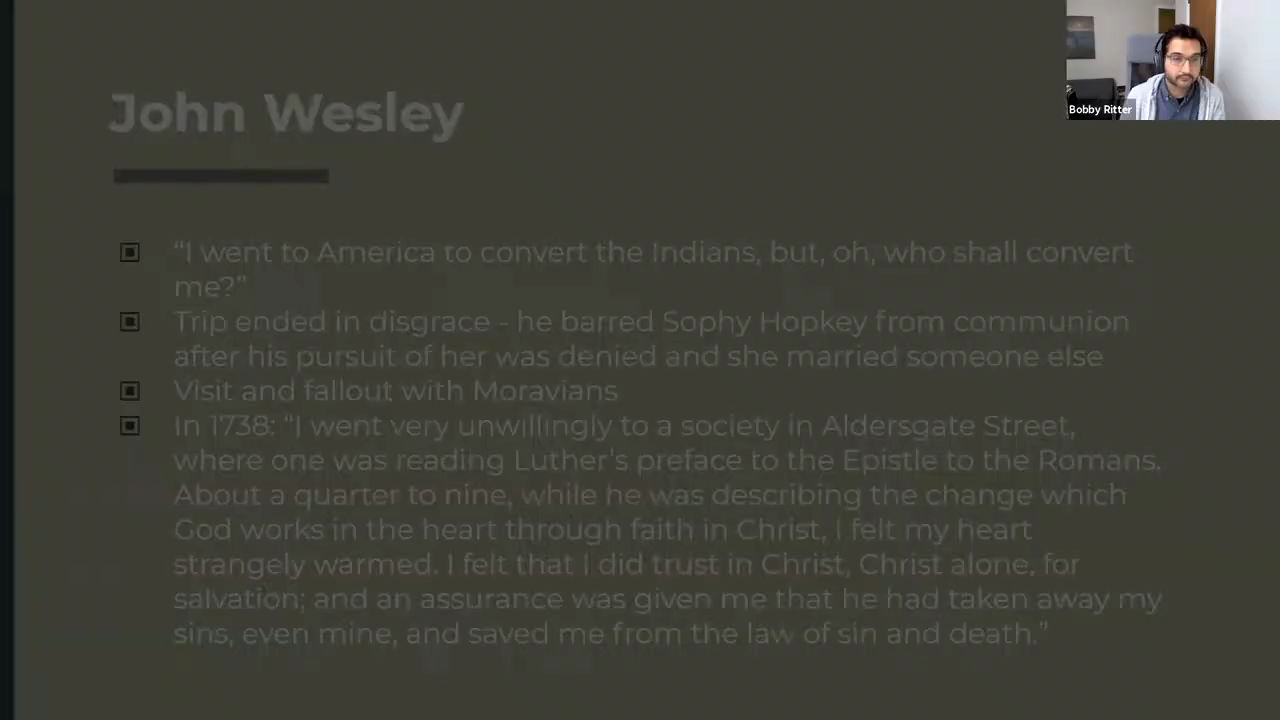 Bobby Ritter
John Wesley
“I went to America to convert the Indians, but, oh, who shall convert
me?”
Trip ended in disgrace - he barred Sophy Hopkey from communion
after his pursuit of her was denied and she married someone else
Visit and fallout with Moravians
In 1738: “I went very unwillingly to a society in Aldersgate Street,
where one was reading Luther's preface to the Epistle to the Romans.
About a quarter to nine, while he was describing the change which
God works in the heart through faith in Christ, I felt my heart
strangely warmed. I felt that I did trust in Christ, Christ alone, for
salvation; and an assurance was given me that he had taken away my
sins, even mine, and saved me from the law of sin and death.”